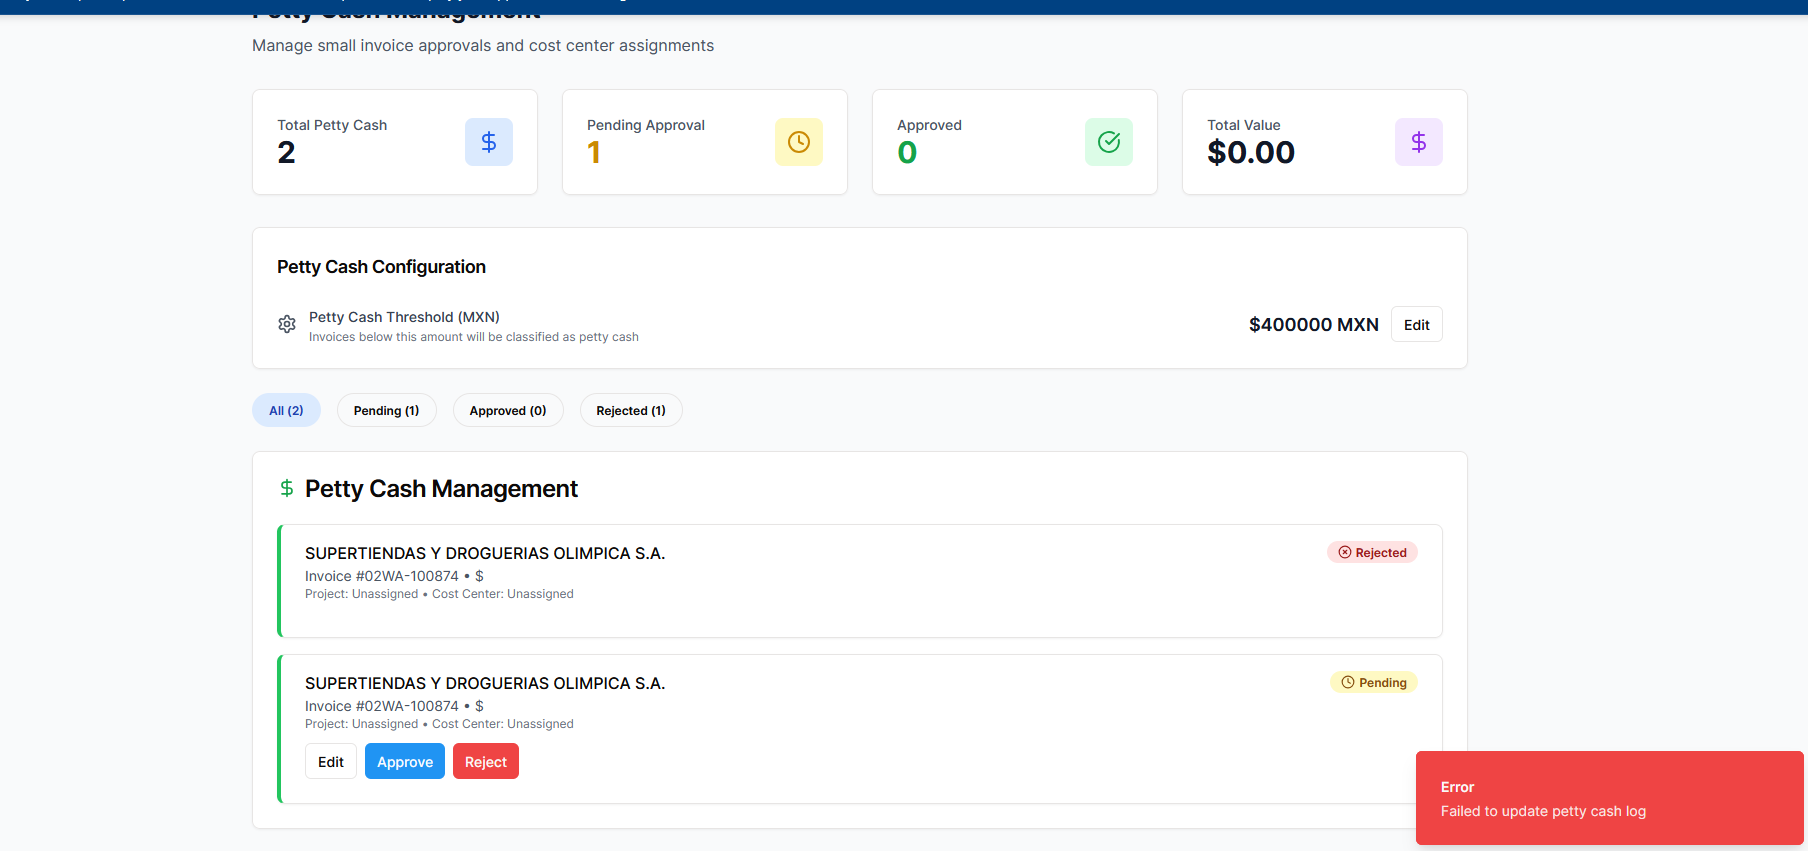 Petty Cash Management
Manage small invoice approvals and cost center assignments
Total Petty Cash
2
Pending Approval
1
Approved
0
Total Value
$0.00
Petty Cash Configuration
Petty Cash Threshold (MXN)
Invoices below this amount will be classified as petty cash
$400000 MXN
Edit
All (2)
Pending (1)
Approved (0)
Rejected (1)
$ Petty Cash Management
SUPERTIENDAS Y DROGUERIAS OLIMPICA S.A.
Rejected
Invoice #02WA-100874 • $
Project: Unassigned • Cost Center: Unassigned
SUPERTIENDAS Y DROGUERIAS OLIMPICA S.A.
Pending
Invoice #02WA-100874 • $
Project: Unassigned • Cost Center: Unassigned
Edit
Approve
Reject
Error
Failed to update petty cash log